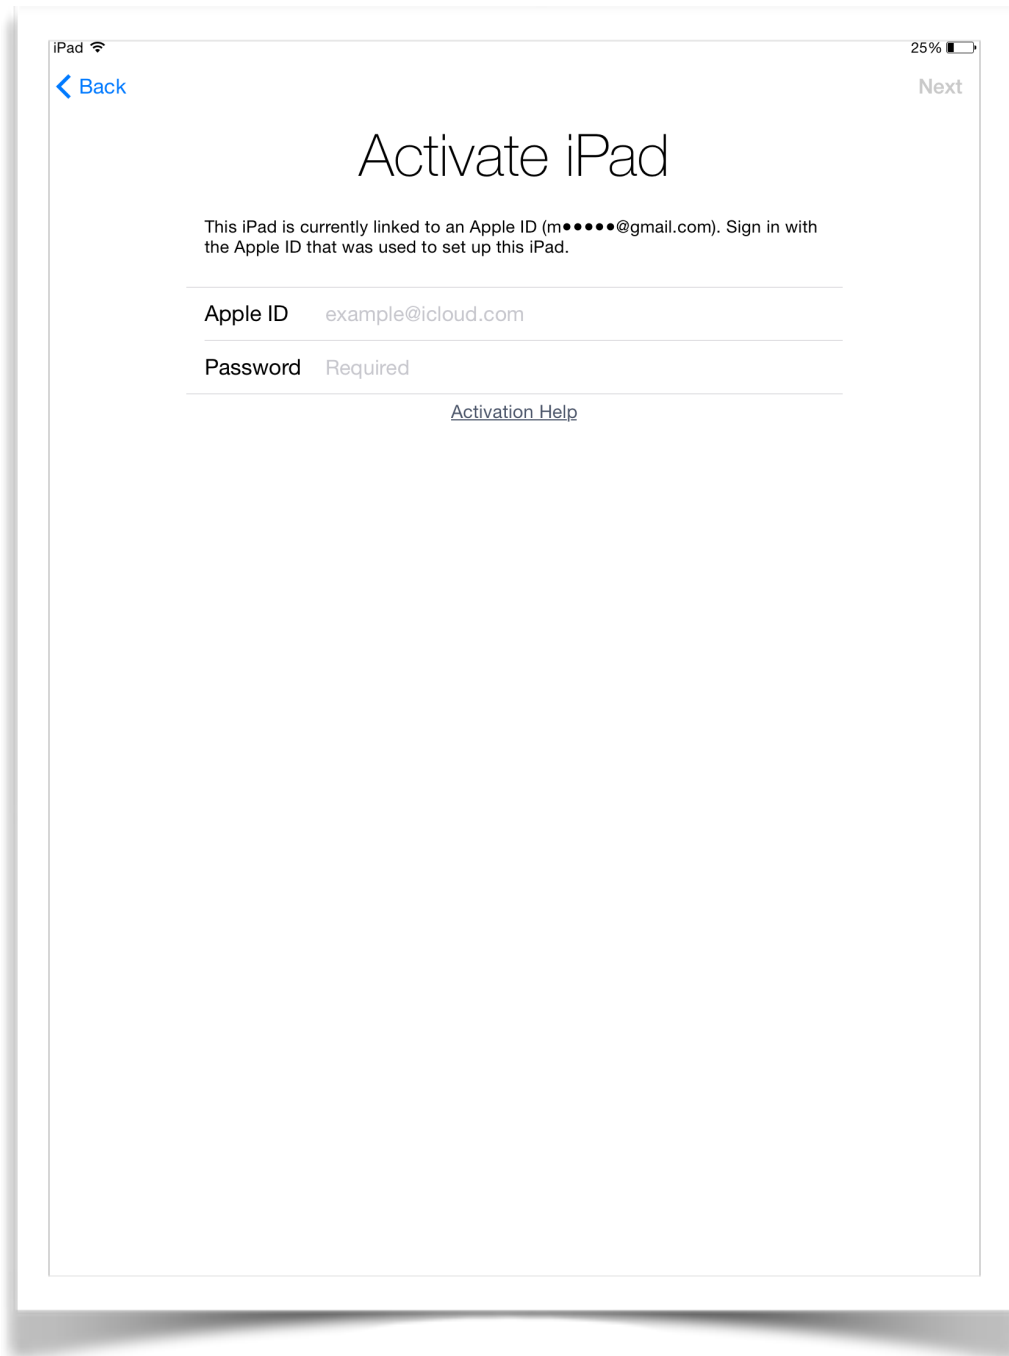 iPad 25%
Back Next
Activate iPad
This iPad is currently linked to an Apple ID (m●●●●●@gmail.com). Sign in with
the Apple ID that was used to set up this iPad.
Apple ID example@icloud.com
Password Required
Activation Help